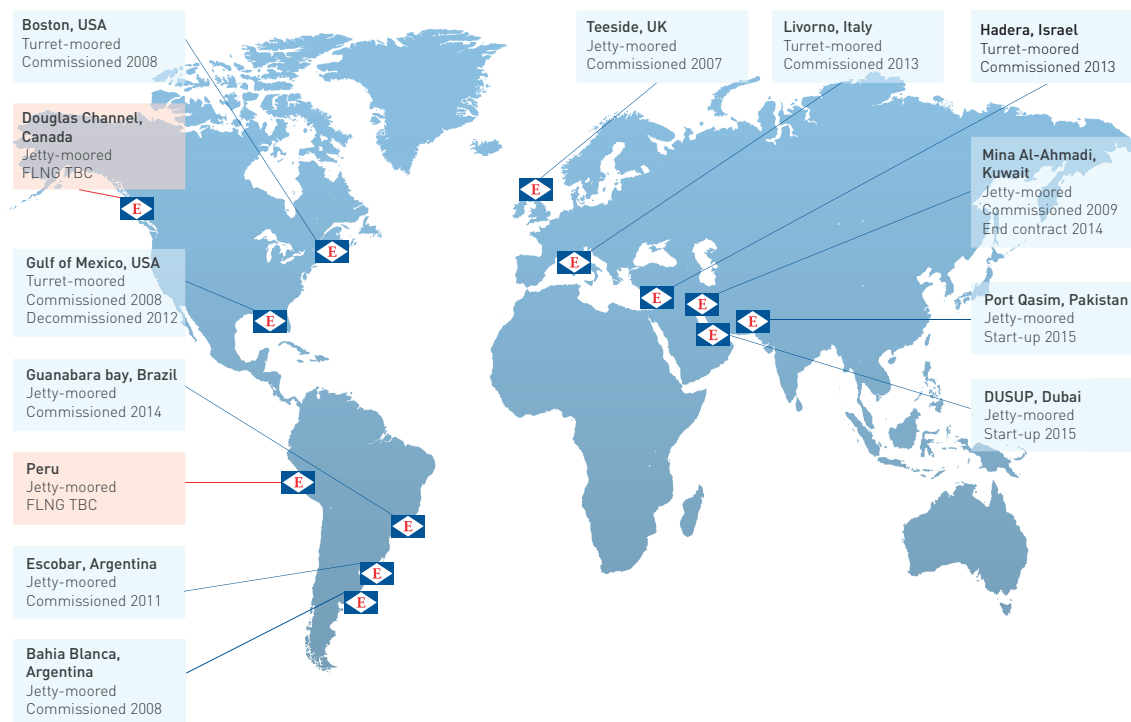 Boston, USA
Turret-moored
Commissioned 2008
Douglas Channel,
Canada
Jetty-moored
FLNG TBC
Gulf of Mexico, USA
Turret-moored
Commissioned 2008
Decommissioned 2012
Guanabara bay, Brazil
Jetty-moored
Commissioned 2014
Peru
Jetty-moored
FLNG TBC
Escobar, Argentina
Jetty-moored
Commissioned 2011
Bahia Blanca,
Argentina
Jetty-moored
Commissioned 2008
Teeside, UK
Jetty-moored
Commissioned 2007
Livorno, Italy
Turret-moored
Commissioned 2013
Hadera, Israel
Turret-moored
Commissioned 2013
Mina Al-Ahmadi,
Kuwait
Jetty-moored
Commissioned 2009
End contract 2014
Port Qasim, Pakistan
Jetty-moored
Start-up 2015
DUSUP, Dubai
Jetty-moored
Start-up 2015
E
E
E
E
E
E
E
E
E
E
E
E
E